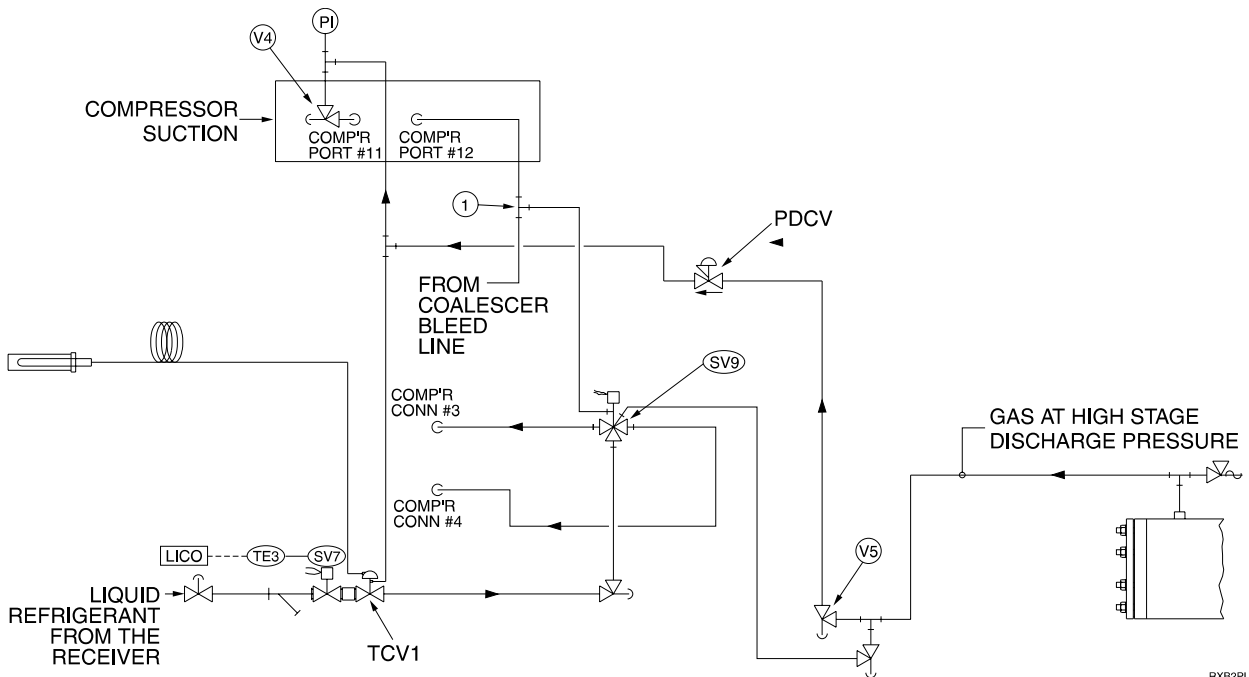 PI
V4
COMPRESSOR
SUCTION
COMP'R
PORT #11
COMP'R
PORT #12
1
PDCV
FROM
COALESCER
BLEED
LINE
SV9
COMP'R
CONN #3
GAS AT HIGH STAGE
DISCHARGE PRESSURE
COMP'R
CONN #4
LICO
TE3
SV7
V5
LIQUID
REFRIGERANT
FROM THE
RECEIVER
TCV1